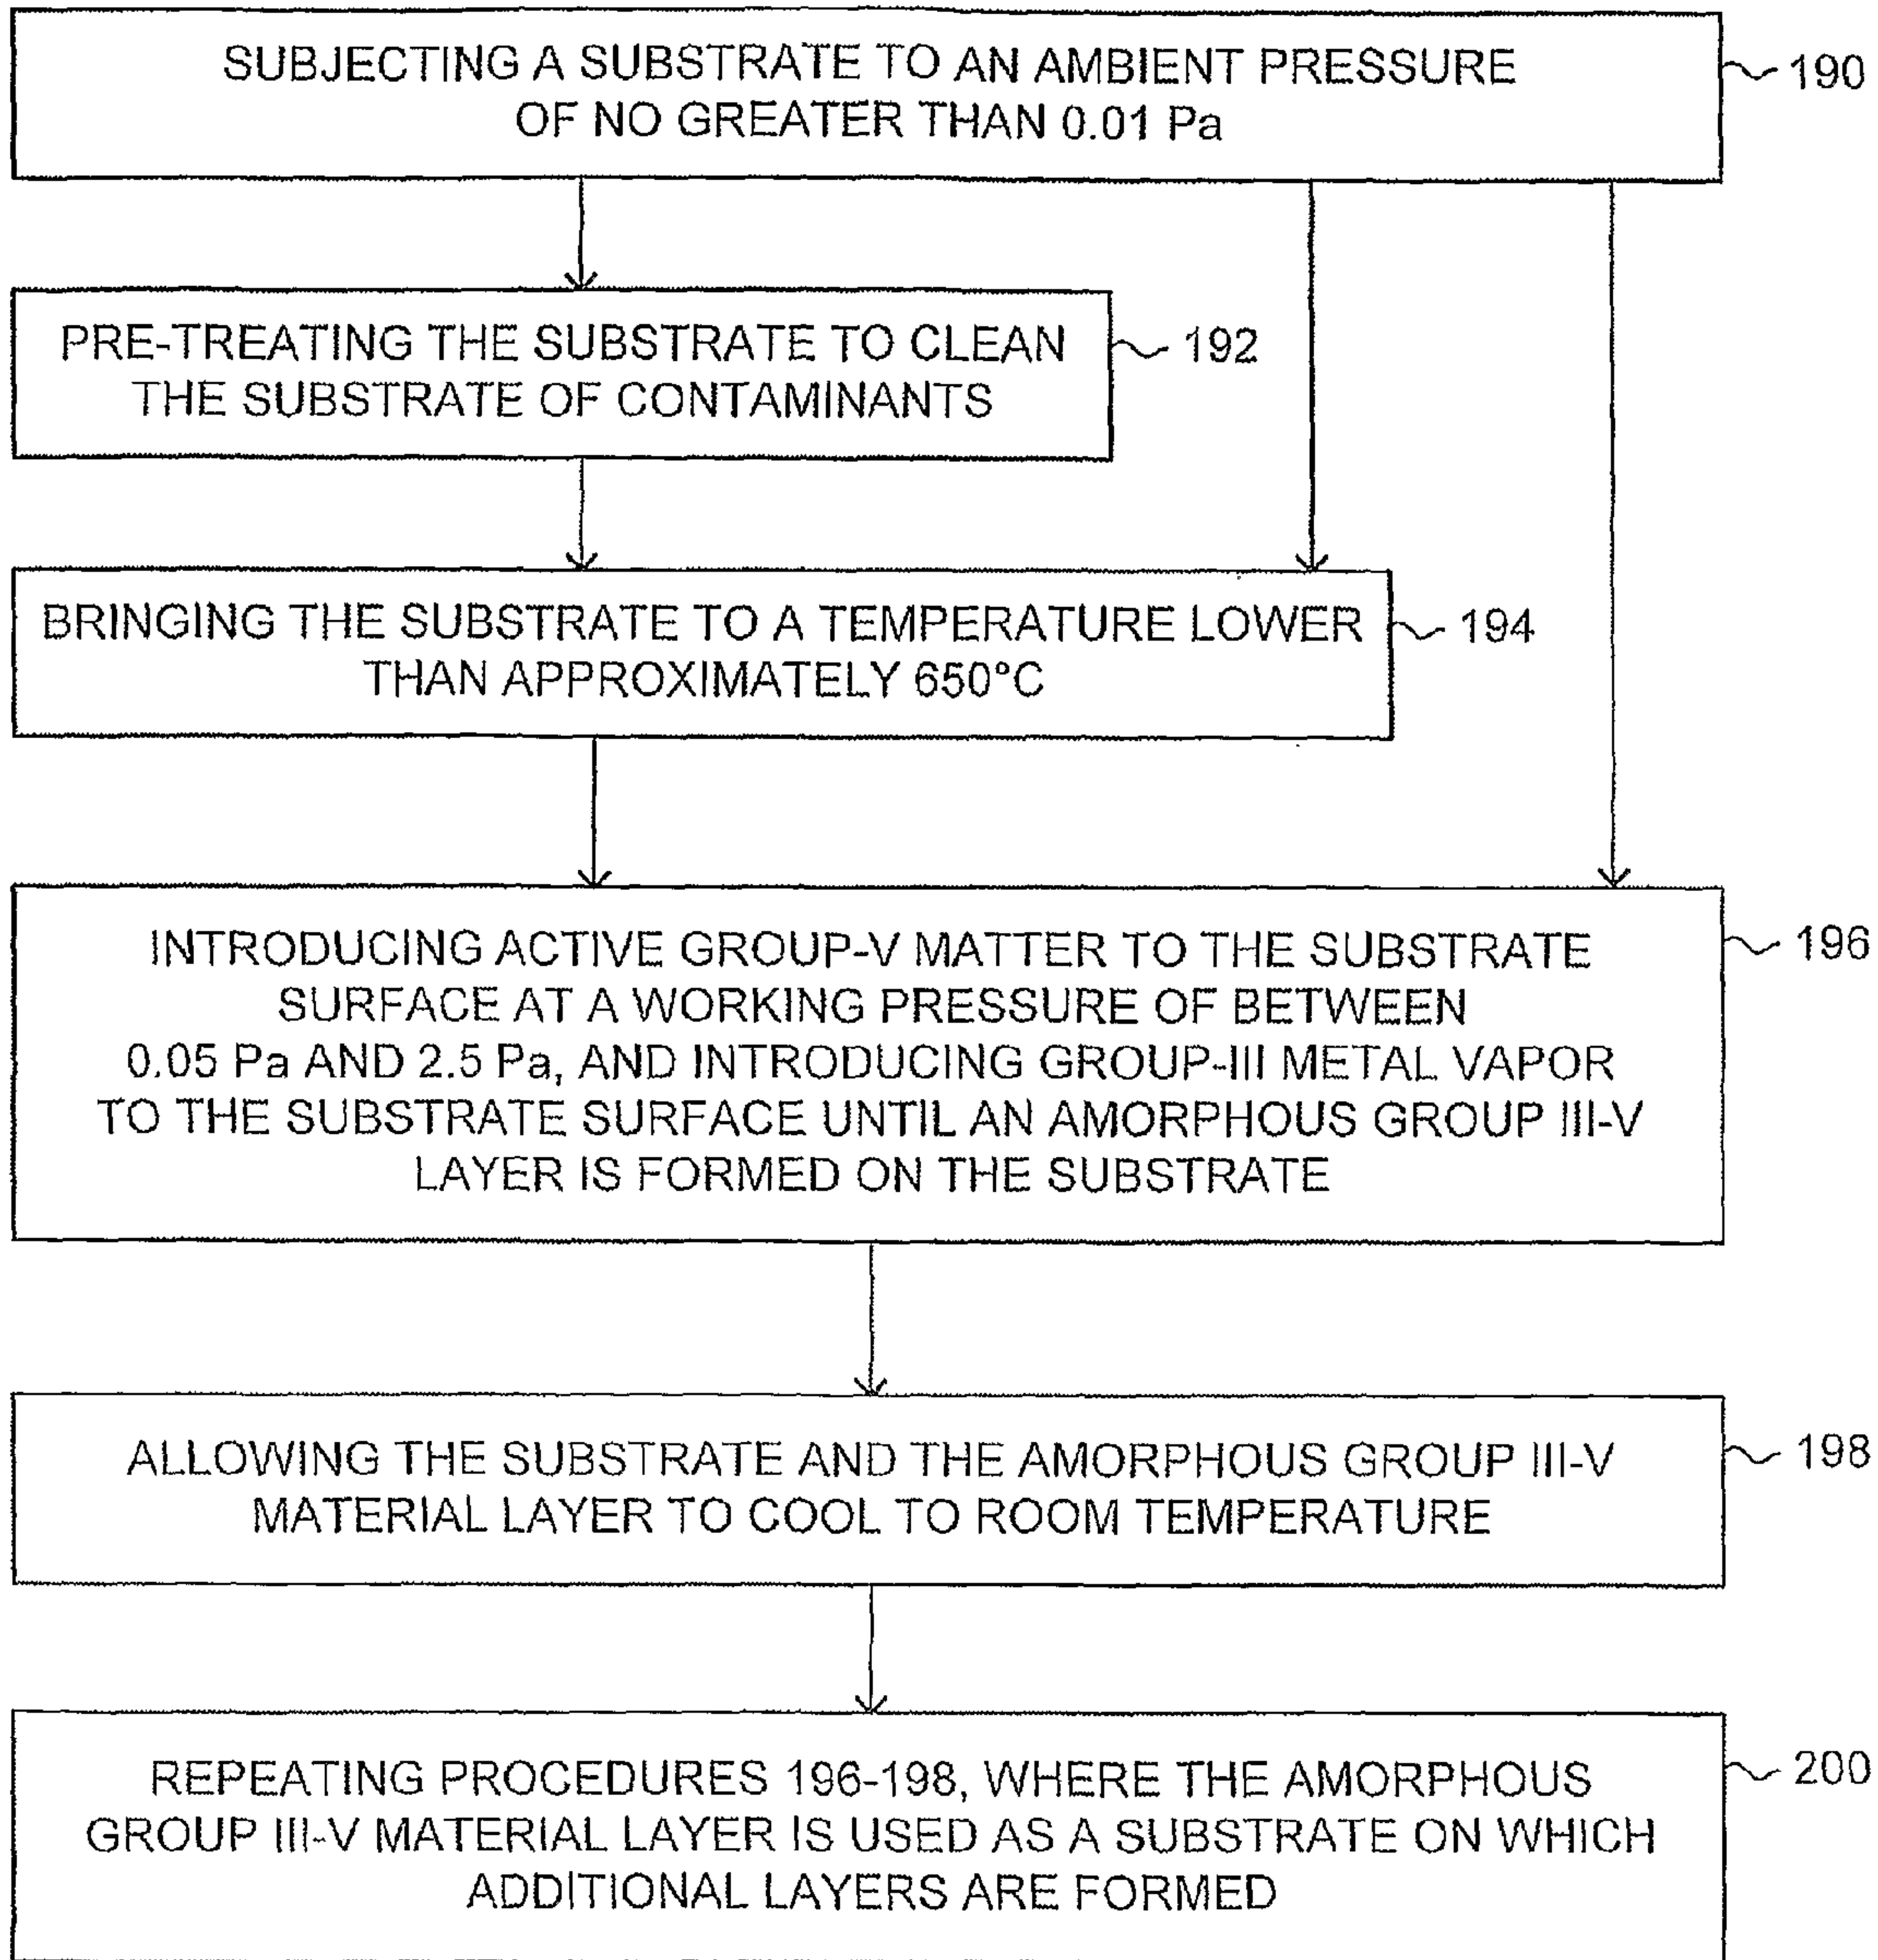 SUBJECTING A SUBSTRATE TO AN AMBIENT PRESSURE
OF NO GREATER THAN 0.01 Pa
190
PRE-TREATING THE SUBSTRATE TO CLEAN
THE SUBSTRATE OF CONTAMINANTS
192
BRINGING THE SUBSTRATE TO A TEMPERATURE LOWER
THAN APPROXIMATELY 650°C
194
INTRODUCING ACTIVE GROUP-V MATTER TO THE SUBSTRATE
SURFACE AT A WORKING PRESSURE OF BETWEEN
0.05 Pa AND 2.5 Pa, AND INTRODUCING GROUP-III METAL VAPOR
TO THE SUBSTRATE SURFACE UNTIL AN AMORPHOUS GROUP III-V
LAYER IS FORMED ON THE SUBSTRATE
196
ALLOWING THE SUBSTRATE AND THE AMORPHOUS GROUP III-V
MATERIAL LAYER TO COOL TO ROOM TEMPERATURE
198
REPEATING PROCEDURES 196-198, WHERE THE AMORPHOUS
GROUP III-V MATERIAL LAYER IS USED AS A SUBSTRATE ON WHICH
ADDITIONAL LAYERS ARE FORMED
200